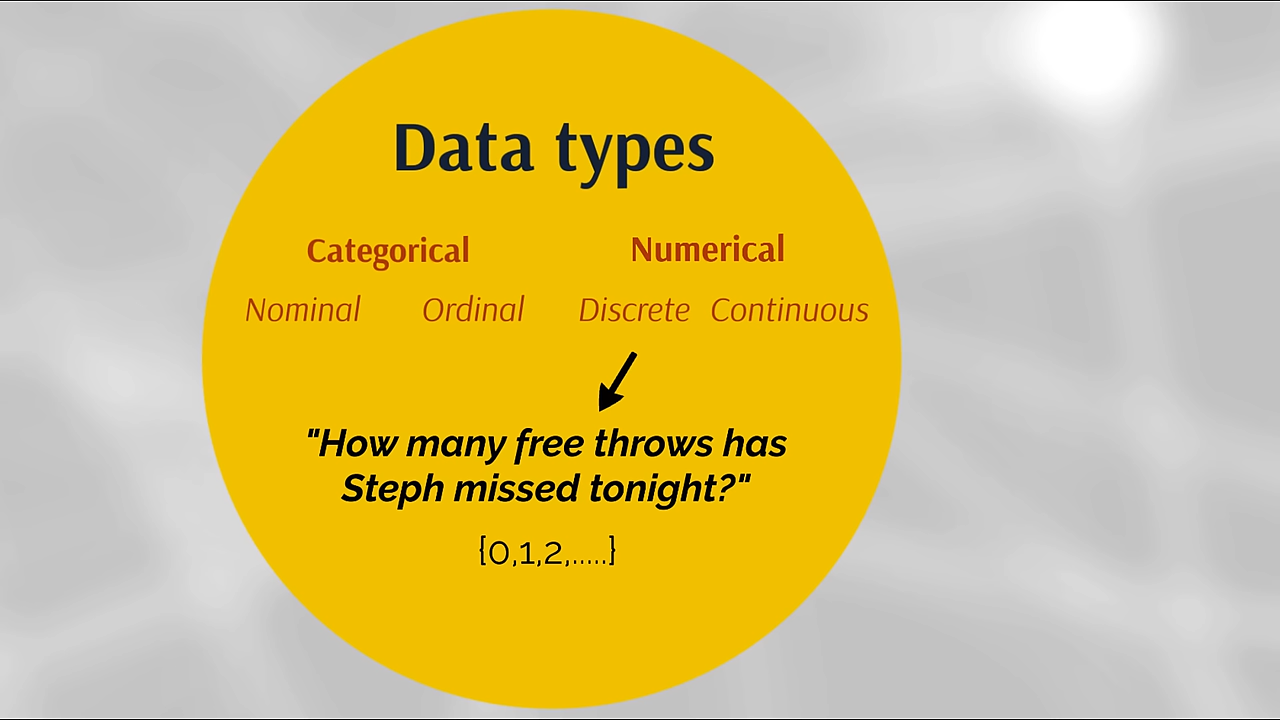 Data types
Categorical Numerical
Nominal Ordinal Discrete Continuous
"How many free throws has
Steph missed tonight?"
{0,1,2,.....}